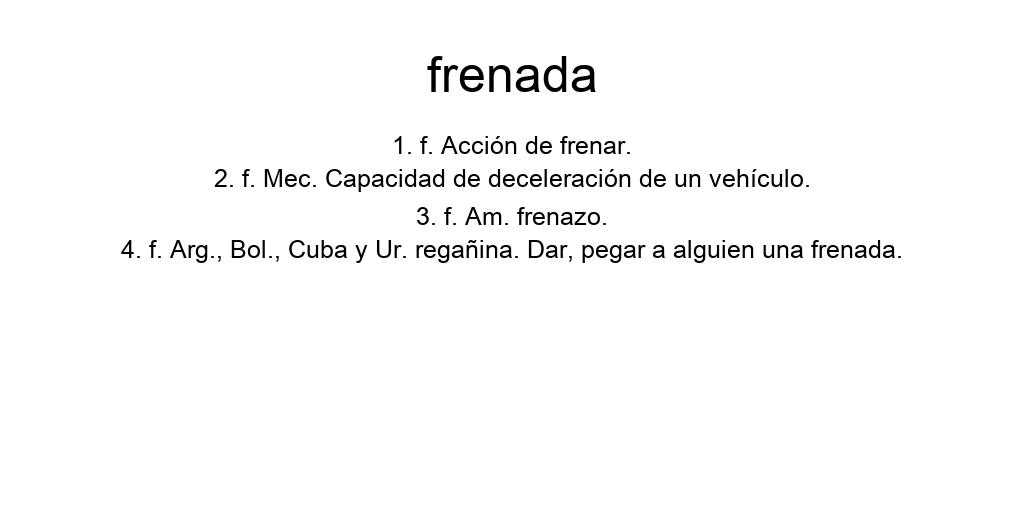 frenada
1. f. Acción de frenar.
2. f. Mec. Capacidad de deceleración de un vehículo.
3. f. Am. frenazo.
4. f. Arg., Bol., Cuba y Ur. regañina. Dar, pegar a alguien una frenada.